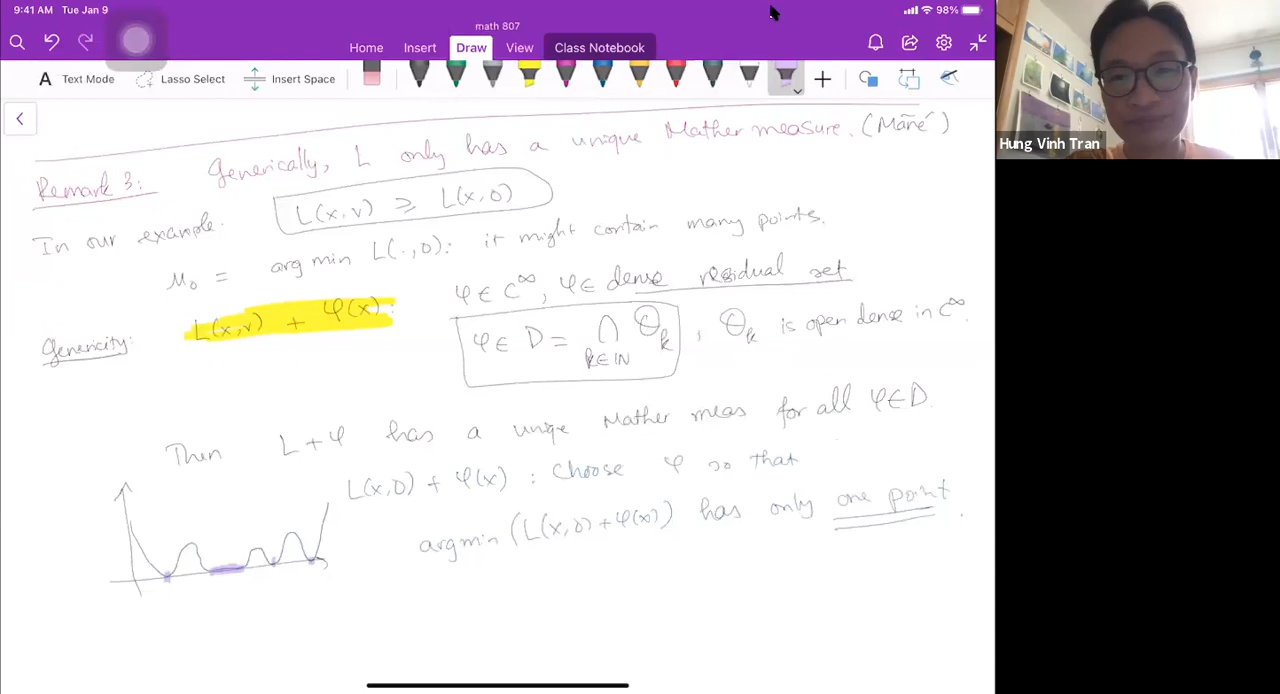 9:41 AM Tue Jan 9
98%
math 807
Home Insert Draw View Class Notebook
A Text Mode Lasso Select Insert Space
Hung Vinh Tran
Remark 3: Generically, L only has a unique Mather measure. (Mañé)
In our example. L(x,v) ≥ L(x,0)
M₀ = arg min L(·,0): it might contain many points.
Genericity: L(x,v) + φ(x): φ ∈ C^∞, φ ∈ dense residual set
φ ∈ D = ∩_{k∈ℕ} O_k, O_k is open dense in C^∞.
Then L+φ has a unique Mather meas for all φ∈D.
L(x,0) + φ(x): Choose φ so that
argmin (L(x,0)+φ(x)) has only one point.